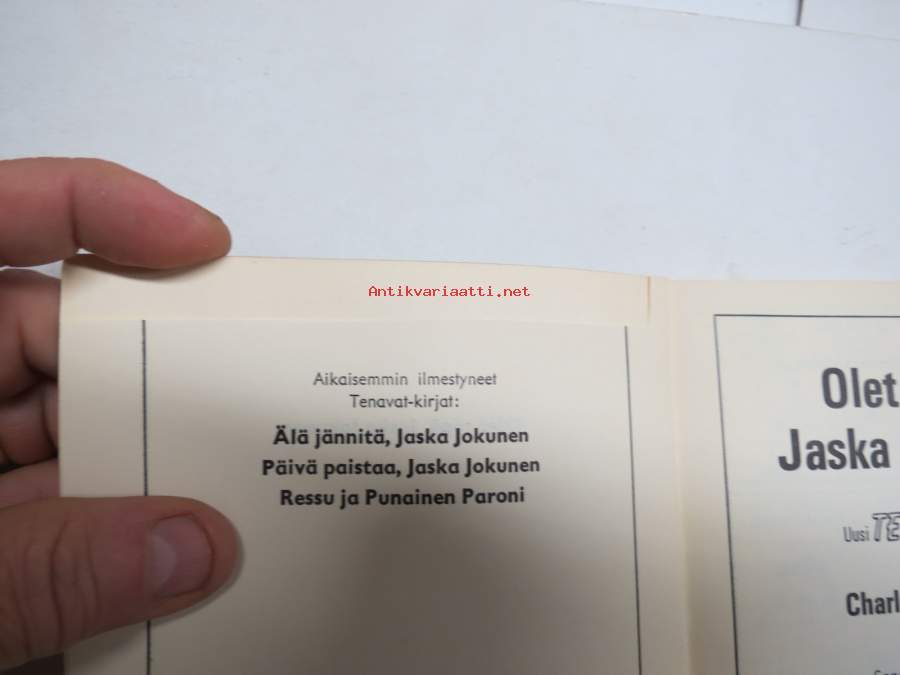 Antikvariaatti.net
Aikaisemmin ilmestyneet
Tenavat-kirjat:
Älä jännitä, Jaska Jokunen
Päivä paistaa, Jaska Jokunen
Ressu ja Punainen Paroni
Olet
Jaska
Uusi TE
Charl